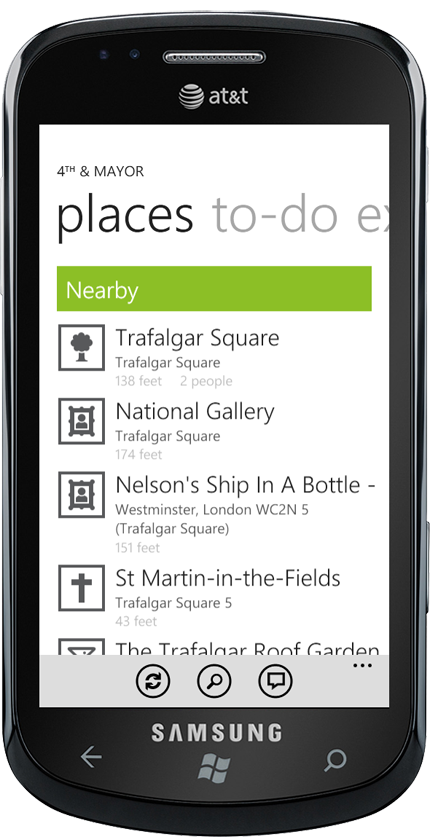 at&t
4TH & MAYOR
places to-do ex
Nearby
Trafalgar Square
Trafalgar Square
138 feet 2 people
National Gallery
Trafalgar Square
174 feet
Nelson's Ship In A Bottle -
Westminster, London WC2N 5
(Trafalgar Square)
151 feet
St Martin-in-the-Fields
Trafalgar Square 5
43 feet
The Trafalgar Roof Garden
SAMSUNG